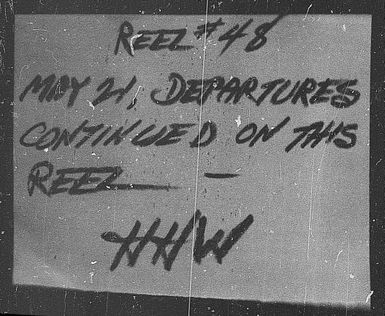 REEL #48
MAY 21, DEPARTURES
CONTINUED ON THIS
REEL —
HHW